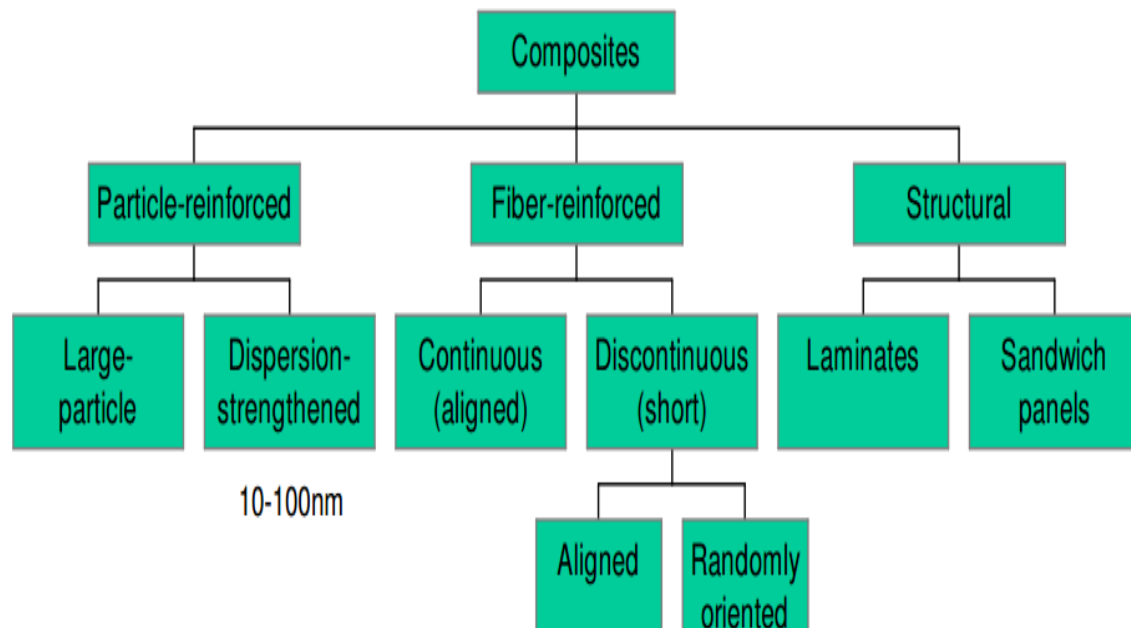 Composites
Particle-reinforced
Fiber-reinforced
Structural
Large-
particle
Dispersion-
strengthened
Continuous
(aligned)
Discontinuous
(short)
Laminates
Sandwich
panels
10-100nm
Aligned
Randomly
oriented